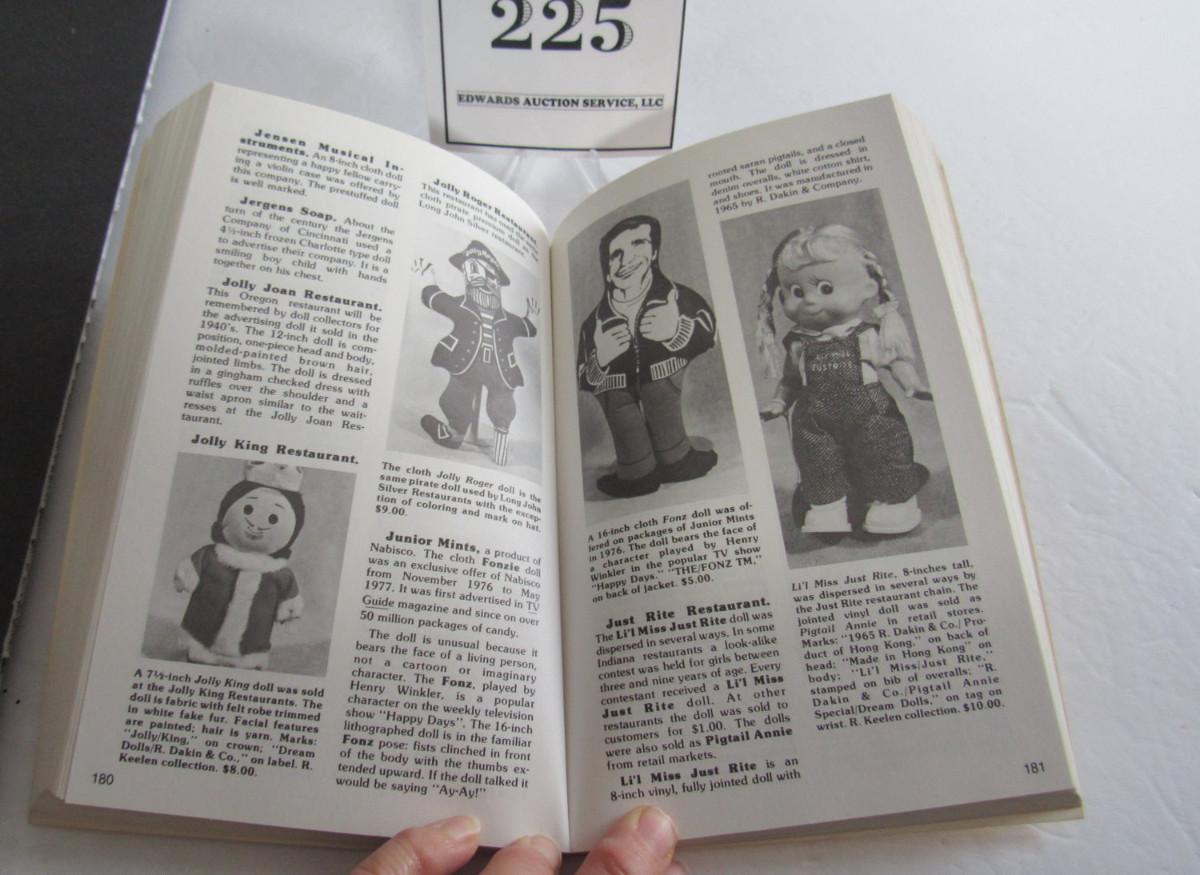 225
EDWARDS AUCTION SERVICE, LLC
Jensen Musical In-
struments. An 8-inch cloth doll
representing a happy fellow carry-
ing a violin case was offered by
this company. The prestuffed doll
is well marked.
Jergens Soap. About the
turn of the century the Jergens
Company of Cincinnati used a
4½-inch frozen Charlotte type doll
to advertise their company. It is a
smiling boy child with hands
together on his chest.
Jolly Joan Restaurant.
This Oregon restaurant will be
remembered by doll collectors for
the advertising doll it sold in the
1940's. The 12-inch doll is com-
position, one-piece head and body,
molded-painted brown hair,
jointed limbs. The doll is dressed
in a gingham checked dress with
ruffles over the shoulder and a
waist apron similar to the wait-
resses at the Jolly Joan Res-
taurant.
Jolly King Restaurant.
A 7½-inch Jolly King doll was sold
at the Jolly King Restaurants. The
doll is fabric with felt robe trimmed
in white fake fur. Facial features
are painted; hair is yarn. Marks:
"Jolly/King," on crown; "Dream
Dolls/R. Dakin & Co.," on label. R.
Keelen collection. $8.00.
180
Jolly Roger Restaurant.
This restaurant has used the same
cloth pirate premium doll as the
Long John Silver restaurant.
The cloth Jolly Roger doll is the
same pirate doll used by Long John
Silver Restaurants with the excep-
tion of coloring and mark on hat.
$9.00.
Junior Mints, a product of
Nabisco. The cloth Fonzie doll
was an exclusive offer of Nabisco
from November 1976 to May
1977. It was first advertised in TV
Guide magazine and since on over
50 million packages of candy.
The doll is unusual because it
bears the face of a living person,
not a cartoon or imaginary
character. The Fonz, played by
Henry Winkler, is a popular
character on the weekly television
show "Happy Days". The 16-inch
lithographed doll is in the familiar
Fonz pose: fists clinched in front
of the body with the thumbs ex-
tended upward. If the doll talked it
would be saying "Ay-Ay!"
A 16-inch cloth Fonz doll was of-
fered on packages of Junior Mints
in 1976. The doll bears the face of
a character played by Henry
Winkler in the popular TV show
"Happy Days." "THE/FONZ TM,"
on back of jacket. $5.00.
Just Rite Restaurant.
The Li'l Miss Just Rite doll was
dispersed in several ways. In some
Indiana restaurants a look-alike
contest was held for girls between
three and nine years of age. Every
contestant received a Li'l Miss
Just Rite doll. At other
restaurants the doll was sold to
customers for $1.00. The dolls
were also sold as Pigtail Annie
from retail markets.
Li'l Miss Just Rite is an
8-inch vinyl, fully jointed doll with
rooted saran pigtails, and a closed
mouth. The doll is dressed in
denim overalls, white cotton shirt,
and shoes. It was manufactured in
1965 by R. Dakin & Company.
Li'l Miss Just Rite, 8-inches tall,
was dispersed in several ways by
the Just Rite restaurant chain. The
jointed vinyl doll was sold as
Pigtail Annie in retail stores.
Marks: "1965 R. Dakin & Co./ Pro-
duct of Hong Kong," on back of
head; "Made in Hong Kong" on
body; "Li'l Miss/Just Rite,"
stamped on bib of overalls; "R.
Dakin & Co./Pigtail Annie
Special/Dream Dolls," on tag on
wrist. R. Keelen collection. $10.00.
181